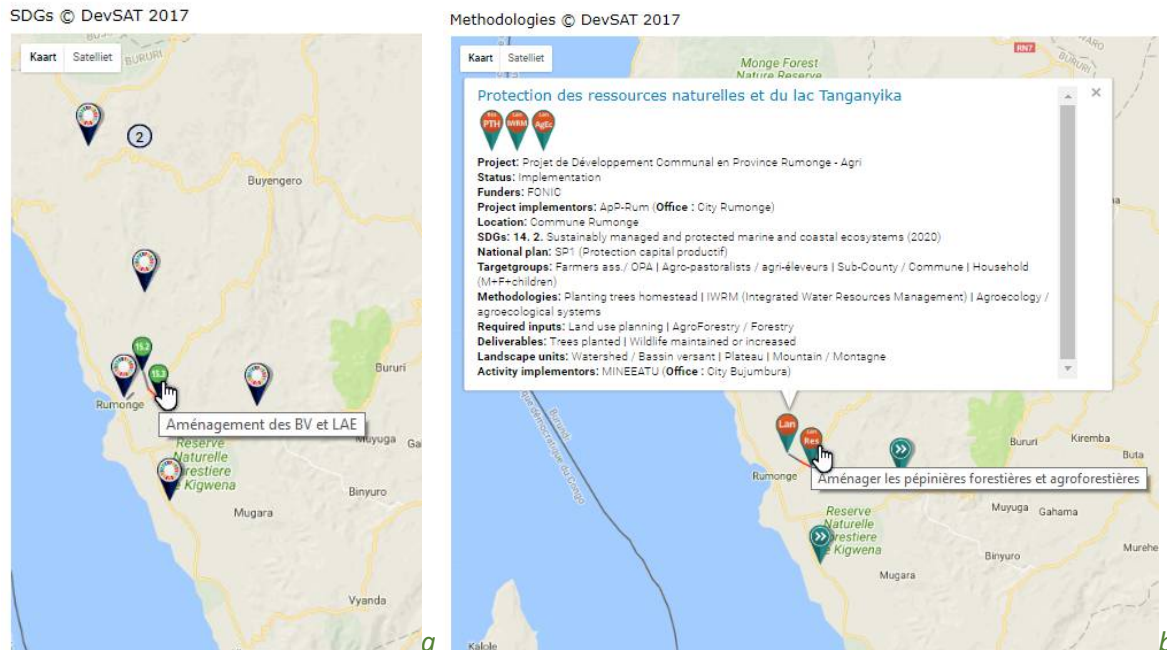 SDGs © DevSAT 2017
Kaart Satelliet
BURURI
2
Buyengero
15.2
15.3
Bururi
Rumonge
Aménagement des BV et LAE
Reserve
Muyuga
Naturelle
Forestiere
Kigwena
Binyuro
Mugara
Vyanda
a
Methodologies © DevSAT 2017
Kaart Satelliet
RN7
BURURI
Monge Forest
Nature Reserve
Protection des ressources naturelles et du lac Tanganyika
Res PTH Lan IWRM Lan AgEc
Project: Projet de Développement Communal en Province Rumonge - Agri
Status: Implementation
Funders: FONIC
Project implementors: ApP-Rum (Office : City Rumonge)
Location: Commune Rumonge
SDGs: 14. 2. Sustainably managed and protected marine and coastal ecosystems (2020)
National plan: SP1 (Protection capital productif)
Targetgroups: Farmers ass./ OPA | Agro-pastoralists / agri-éleveurs | Sub-County / Commune | Household
(M+F+children)
Methodologies: Planting trees homestead | IWRM (Integrated Water Resources Management) | Agroecology /
agroecological systems
Required inputs: Land use planning | AgroForestry / Forestry
Deliverables: Trees planted | Wildlife maintained or increased
Landscape units: Watershed / Bassin versant | Plateau | Mountain / Montagne
Activity implementors: MINEEATU (Office : City Bujumbura)
Burundi
République démocratique du Congo
Lan
Res
Bururi
Kiremba
Buta
Rumonge
Aménager les pépinières forestières et agroforestières
Reserve
Naturelle
Forestiere
Kigwena
Muyuga
Gahama
Binyuro
Murehe
Mugara
Kalole
b